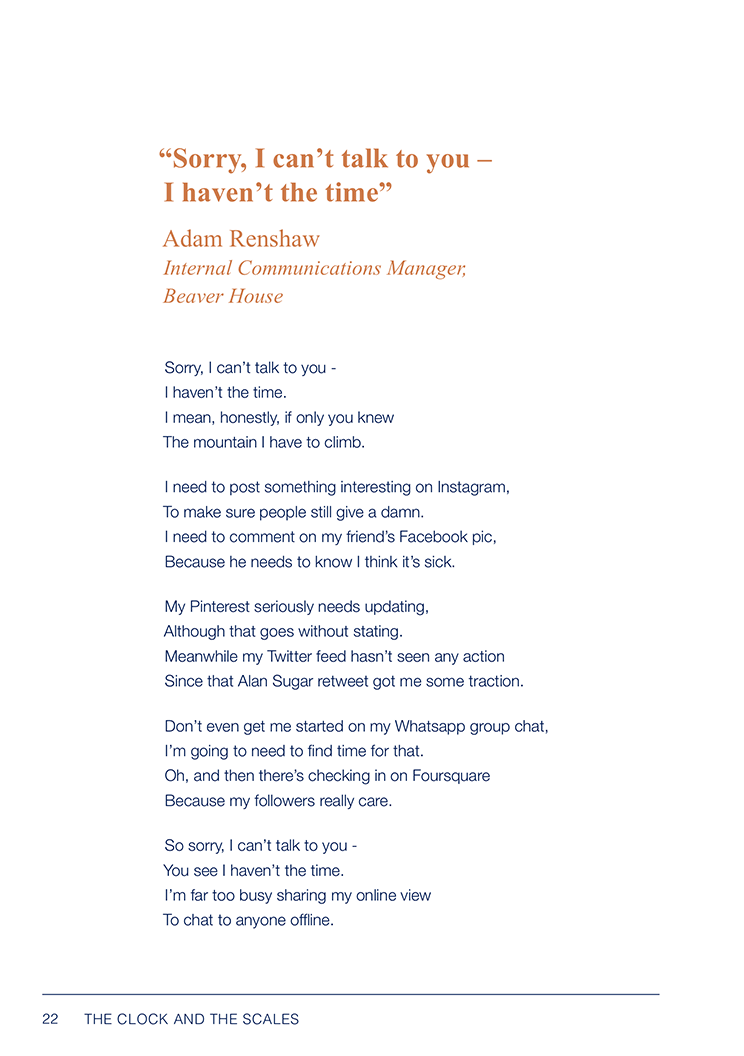 “Sorry, I can’t talk to you –
I haven’t the time”
Adam Renshaw
Internal Communications Manager,
Beaver House
Sorry, I can’t talk to you -
I haven’t the time.
I mean, honestly, if only you knew
The mountain I have to climb.
I need to post something interesting on Instagram,
To make sure people still give a damn.
I need to comment on my friend’s Facebook pic,
Because he needs to know I think it’s sick.
My Pinterest seriously needs updating,
Although that goes without stating.
Meanwhile my Twitter feed hasn’t seen any action
Since that Alan Sugar retweet got me some traction.
Don’t even get me started on my Whatsapp group chat,
I’m going to need to find time for that.
Oh, and then there’s checking in on Foursquare
Because my followers really care.
So sorry, I can’t talk to you -
You see I haven’t the time.
I’m far too busy sharing my online view
To chat to anyone offline.
22 THE CLOCK AND THE SCALES